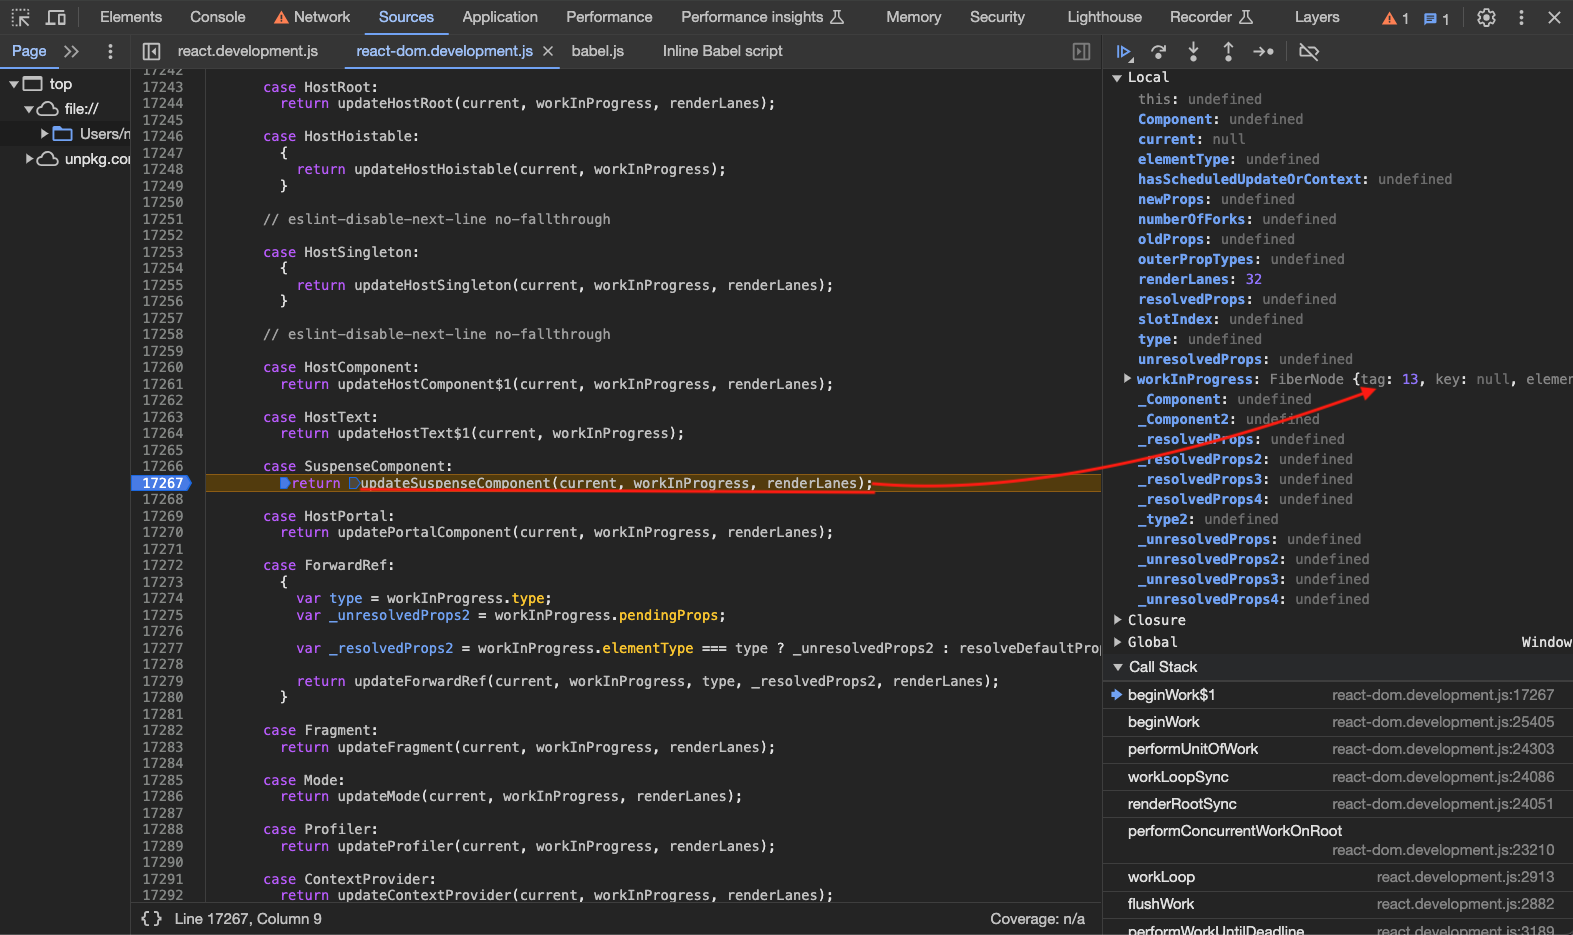 Elements Console Network Sources Application Performance Performance insights Memory Security Lighthouse Recorder Layers 1 1
Page react.development.js react-dom.development.js babel.js Inline Babel script
top
file://
Users/n
unpkg.co
17242
17243 case HostRoot:
17244 return updateHostRoot(current, workInProgress, renderLanes);
17245
17246 case HostHoistable:
17247 {
17248 return updateHostHoistable(current, workInProgress);
17249 }
17250
17251 // eslint-disable-next-line no-fallthrough
17252
17253 case HostSingleton:
17254 {
17255 return updateHostSingleton(current, workInProgress, renderLanes);
17256 }
17257
17258 // eslint-disable-next-line no-fallthrough
17259
17260 case HostComponent:
17261 return updateHostComponent$1(current, workInProgress, renderLanes);
17262
17263 case HostText:
17264 return updateHostText$1(current, workInProgress);
17265
17266 case SuspenseComponent:
17267 return updateSuspenseComponent(current, workInProgress, renderLanes);
17268
17269 case HostPortal:
17270 return updatePortalComponent(current, workInProgress, renderLanes);
17271
17272 case ForwardRef:
17273 {
17274 var type = workInProgress.type;
17275 var _unresolvedProps2 = workInProgress.pendingProps;
17276
17277 var _resolvedProps2 = workInProgress.elementType === type ? _unresolvedProps2 : resolveDefaultProp
17278
17279 return updateForwardRef(current, workInProgress, type, _resolvedProps2, renderLanes);
17280 }
17281
17282 case Fragment:
17283 return updateFragment(current, workInProgress, renderLanes);
17284
17285 case Mode:
17286 return updateMode(current, workInProgress, renderLanes);
17287
17288 case Profiler:
17289 return updateProfiler(current, workInProgress, renderLanes);
17290
17291 case ContextProvider:
17292 return updateContextProvider(current, workInProgress, renderLanes);
{} Line 17267, Column 9 Coverage: n/a
Local
this: undefined
Component: undefined
current: null
elementType: undefined
hasScheduledUpdateOrContext: undefined
newProps: undefined
numberOfForks: undefined
oldProps: undefined
outerPropTypes: undefined
renderLanes: 32
resolvedProps: undefined
slotIndex: undefined
type: undefined
unresolvedProps: undefined
workInProgress: FiberNode {tag: 13, key: null, elemen
_Component: undefined
_Component2: undefined
_resolvedProps: undefined
_resolvedProps2: undefined
_resolvedProps3: undefined
_resolvedProps4: undefined
_type2: undefined
_unresolvedProps: undefined
_unresolvedProps2: undefined
_unresolvedProps3: undefined
_unresolvedProps4: undefined
Closure
Global Window
Call Stack
beginWork$1 react-dom.development.js:17267
beginWork react-dom.development.js:25405
performUnitOfWork react-dom.development.js:24303
workLoopSync react-dom.development.js:24086
renderRootSync react-dom.development.js:24051
performConcurrentWorkOnRoot
react-dom.development.js:23210
workLoop react.development.js:2913
flushWork react.development.js:2882
performWorkUntilDeadline react.development.js:3189